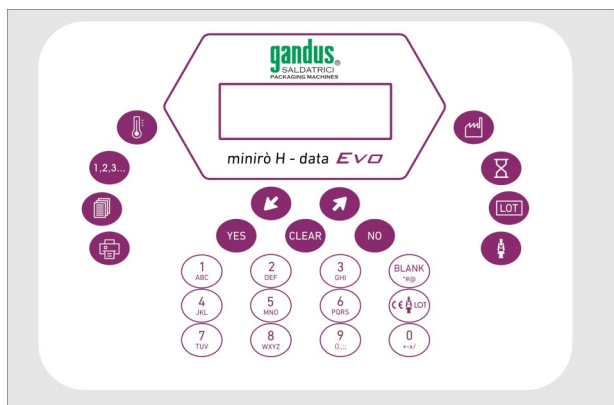 gandus®
SALDATRICI
PACKAGING MACHINES
minirò H - data Evo
1,2,3...
LOT
YES
CLEAR
NO
1
ABC
2
DEF
3
GHI
BLANK
*#@
4
JKL
5
MNO
6
PQRS
CE LOT
7
TUV
8
WXYZ
9
().,:;
0
+-x/